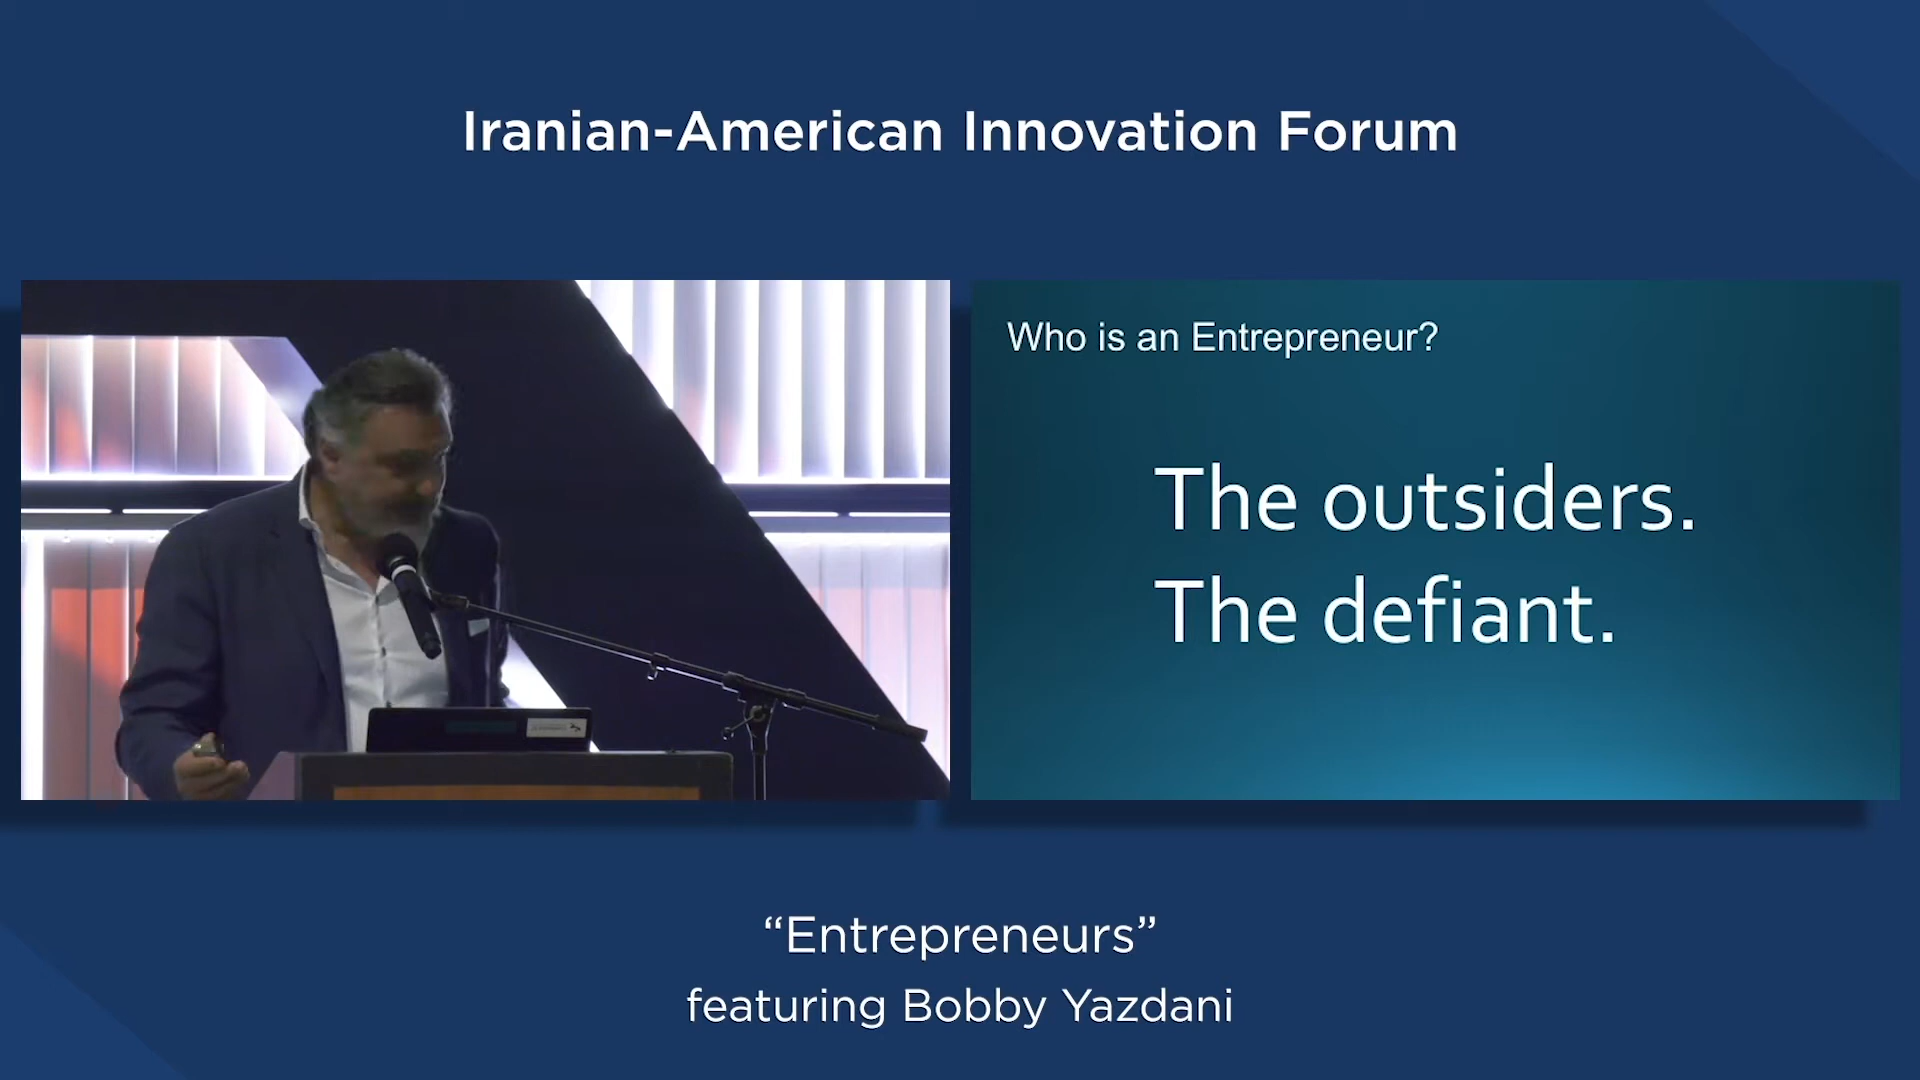 Iranian-American Innovation Forum
Who is an Entrepreneur?
The outsiders.
The defiant.
“Entrepreneurs”
featuring Bobby Yazdani